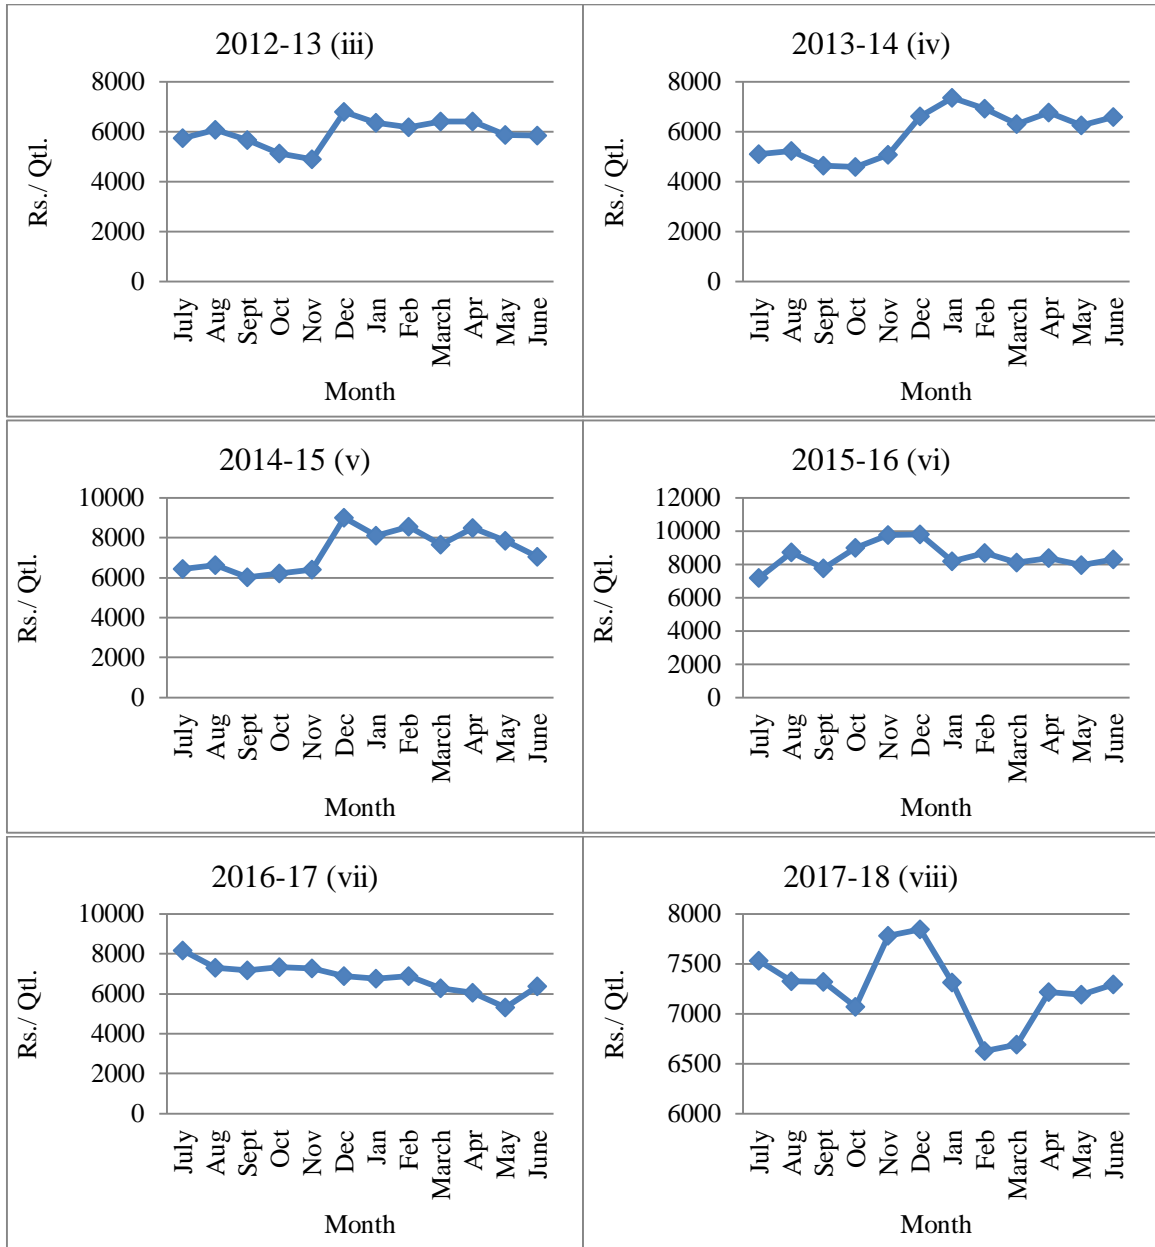 2012-13 (iii)
8000
6000
4000
2000
0
Rs./ Qtl.
July
Aug
Sept
Oct
Nov
Dec
Jan
Feb
March
Apr
May
June
Month
2013-14 (iv)
8000
6000
4000
2000
0
Rs./ Qtl.
July
Aug
Sept
Oct
Nov
Dec
Jan
Feb
March
Apr
May
June
Month
2014-15 (v)
10000
8000
6000
4000
2000
0
Rs./ Qtl.
July
Aug
Sept
Oct
Nov
Dec
Jan
Feb
March
Apr
May
June
Month
2015-16 (vi)
12000
10000
8000
6000
4000
2000
0
Rs./ Qtl.
July
Aug
Sept
Oct
Nov
Dec
Jan
Feb
March
Apr
May
June
Month
2016-17 (vii)
10000
8000
6000
4000
2000
0
Rs./ Qtl.
July
Aug
Sept
Oct
Nov
Dec
Jan
Feb
March
Apr
May
June
Month
2017-18 (viii)
8000
7500
7000
6500
6000
Rs./ Qtl.
July
Aug
Sept
Oct
Nov
Dec
Jan
Feb
March
Apr
May
June
Month